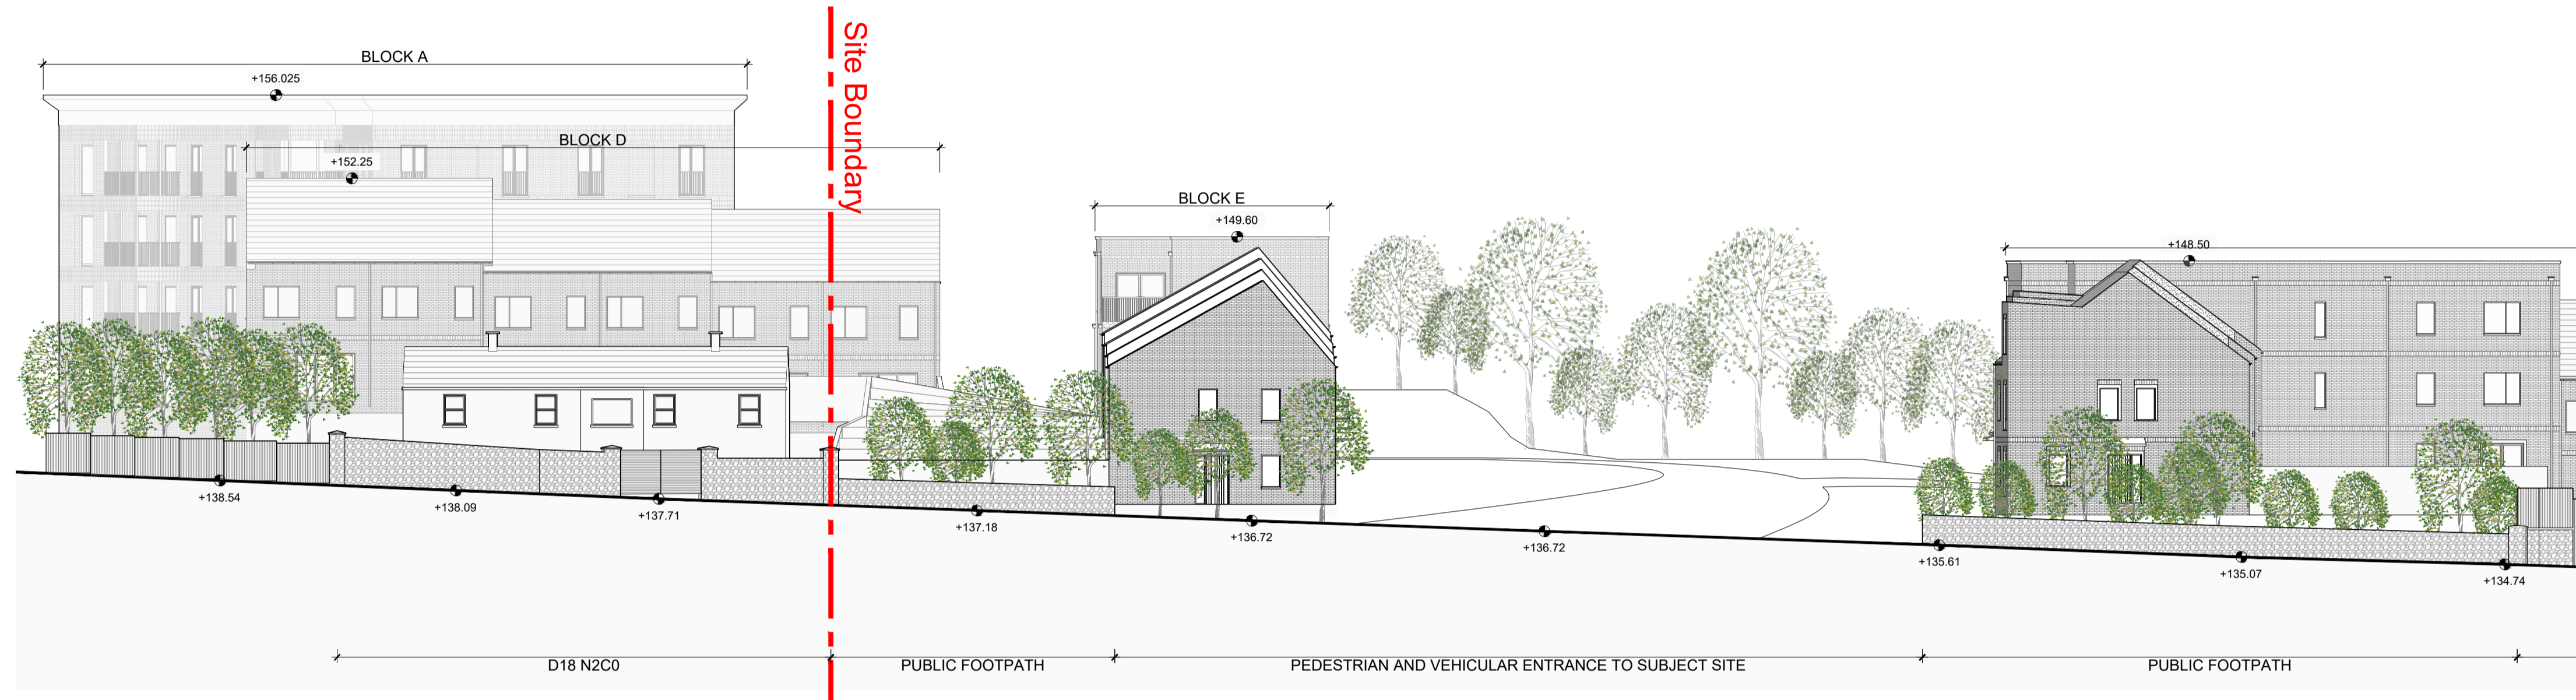 BLOCK A
+156.025
Site Boundary
BLOCK D
+152.25
BLOCK E
+149.60
+148.50
+138.54
+138.09
+137.71
+137.18
+136.72
+136.72
+135.61
+135.07
+134.74
D18 N2C0
PUBLIC FOOTPATH
PEDESTRIAN AND VEHICULAR ENTRANCE TO SUBJECT SITE
PUBLIC FOOTPATH